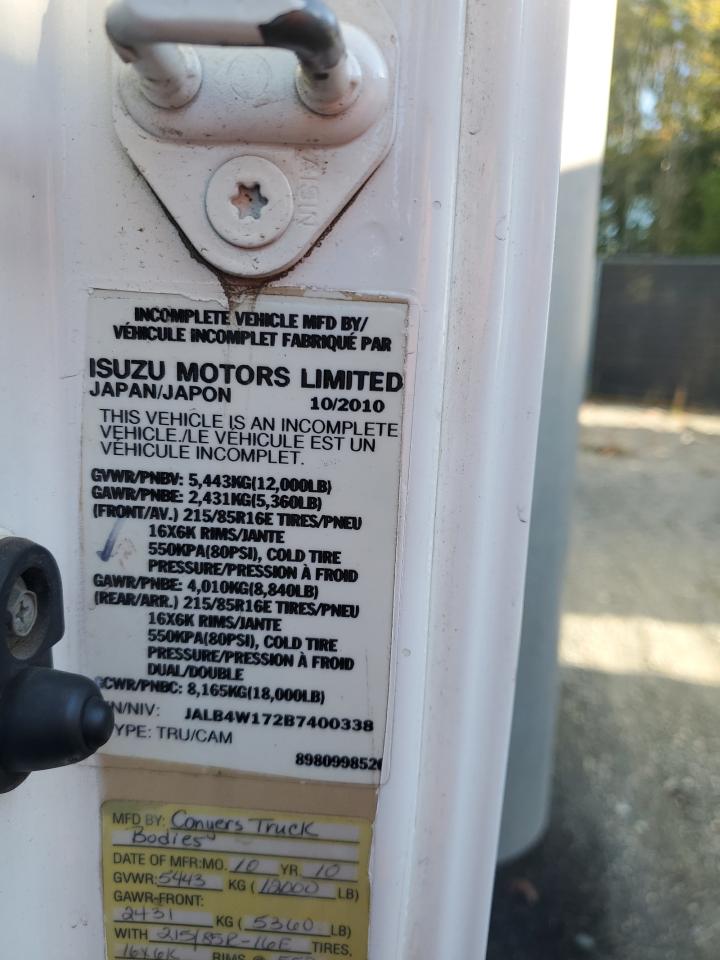 AISIN
INCOMPLETE VEHICLE MFD BY/
VÉHICULE INCOMPLET FABRIQUÉ PAR
ISUZU MOTORS LIMITED
JAPAN/JAPON 10/2010
THIS VEHICLE IS AN INCOMPLETE
VEHICLE./LE VÉHICULE EST UN
VÉHICULE INCOMPLET.
GVWR/PNBV: 5,443KG(12,000LB)
GAWR/PNBE: 2,431KG(5,360LB)
(FRONT/AV.) 215/85R16E TIRES/PNEU
16X6K RIMS/JANTE
550KPA(80PSI), COLD TIRE
PRESSURE/PRESSION À FROID
GAWR/PNBE: 4,010KG(8,840LB)
(REAR/ARR.) 215/85R16E TIRES/PNEU
16X6K RIMS/JANTE
550KPA(80PSI), COLD TIRE
PRESSURE/PRESSION À FROID
DUAL/DOUBLE
GCWR/PNBC: 8,165KG(18,000LB)
N/NIV: JALB4W172B7400338
YPE: TRU/CAM
898099852
MFD BY: Conyers Truck
Bodies
DATE OF MFR:MO. 10 YR. 10
GVWR: 5443 KG ( 12000 LB)
GAWR-FRONT:
2431 KG ( 5360 LB)
WITH 215/85R-16E TIRES,
16X6K RIMS @